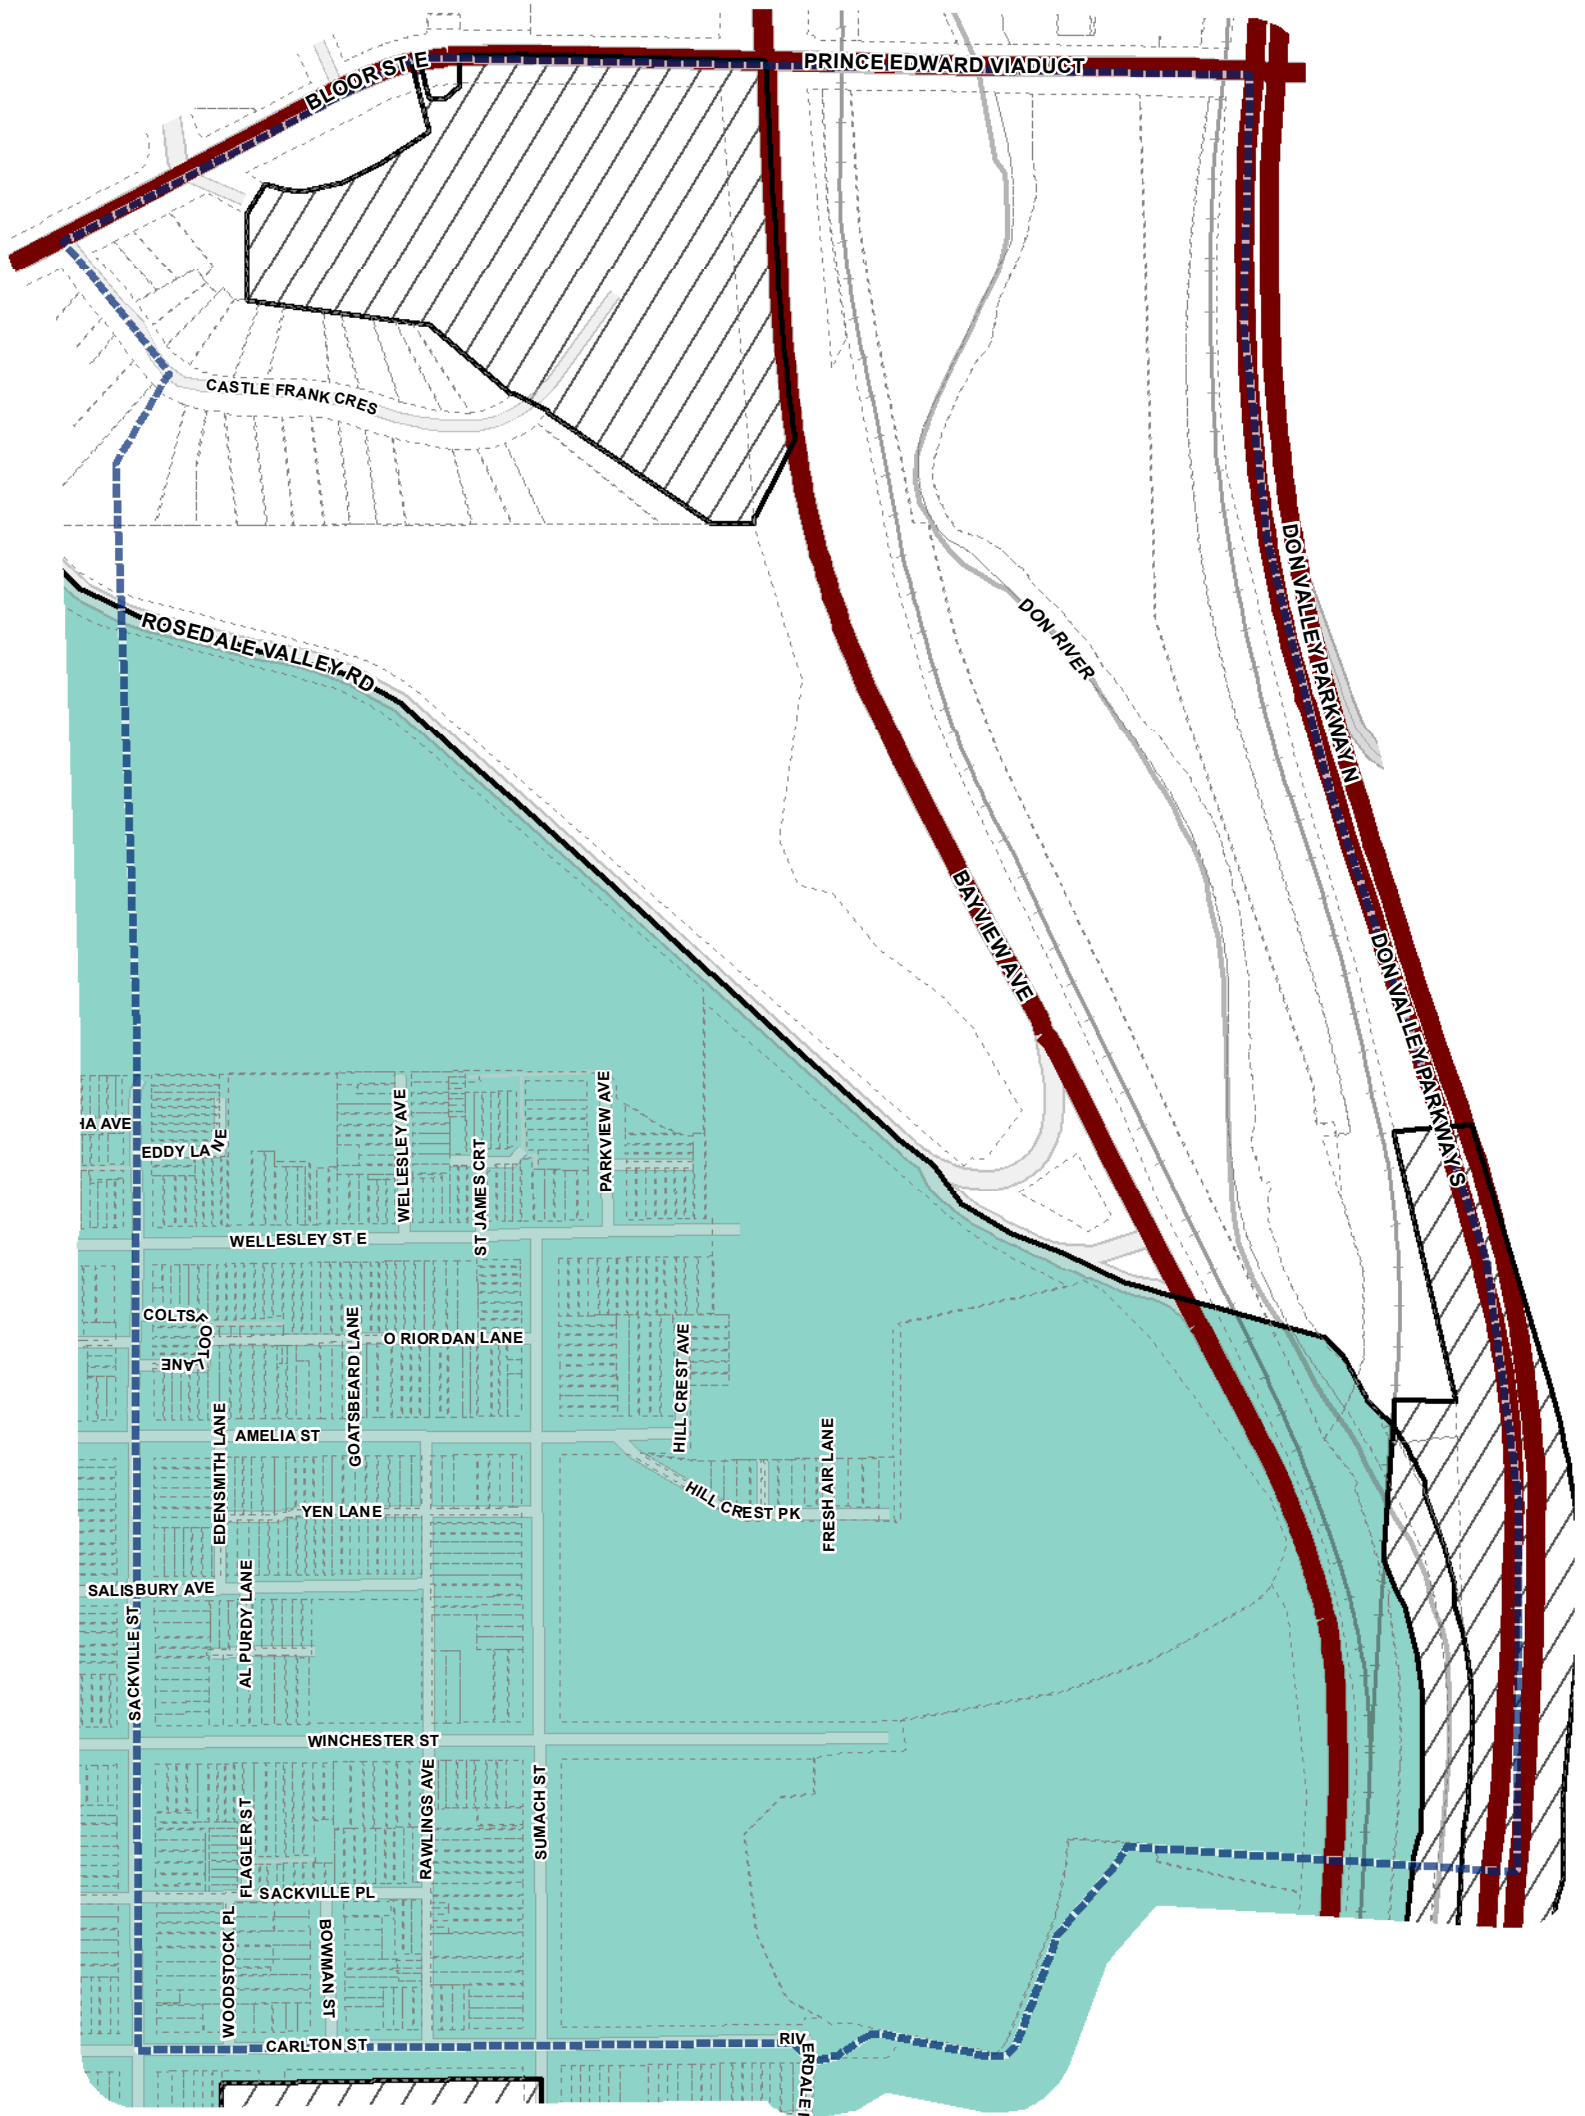 BLOOR ST E
PRINCE EDWARD VIADUCT
CASTLE FRANK CRES
DON VALLEY PARKWAY N
DON RIVER
ROSEDALE VALLEY RD
BAYVIEW AVE
DON VALLEY PARKWAY S
HA AVE
EDDY LANE
WELLESLEY AVE
ST JAMES CRT
PARKVIEW AVE
WELLESLEY ST E
COLTSFOOT LANE
GOATSBEARD LANE
O RIORDAN LANE
HILL CREST AVE
EDENSMITH LANE
AMELIA ST
FRESH AIR LANE
YEN LANE
HILL CREST PK
SALISBURY AVE
AL PURDY LANE
SACKVILLE ST
WINCHESTER ST
RAWLINGS AVE
SUMACH ST
FLAGLER ST
SACKVILLE PL
WOODSTOCK PL
BOWMAN ST
CARLTON ST
RIVERDALE